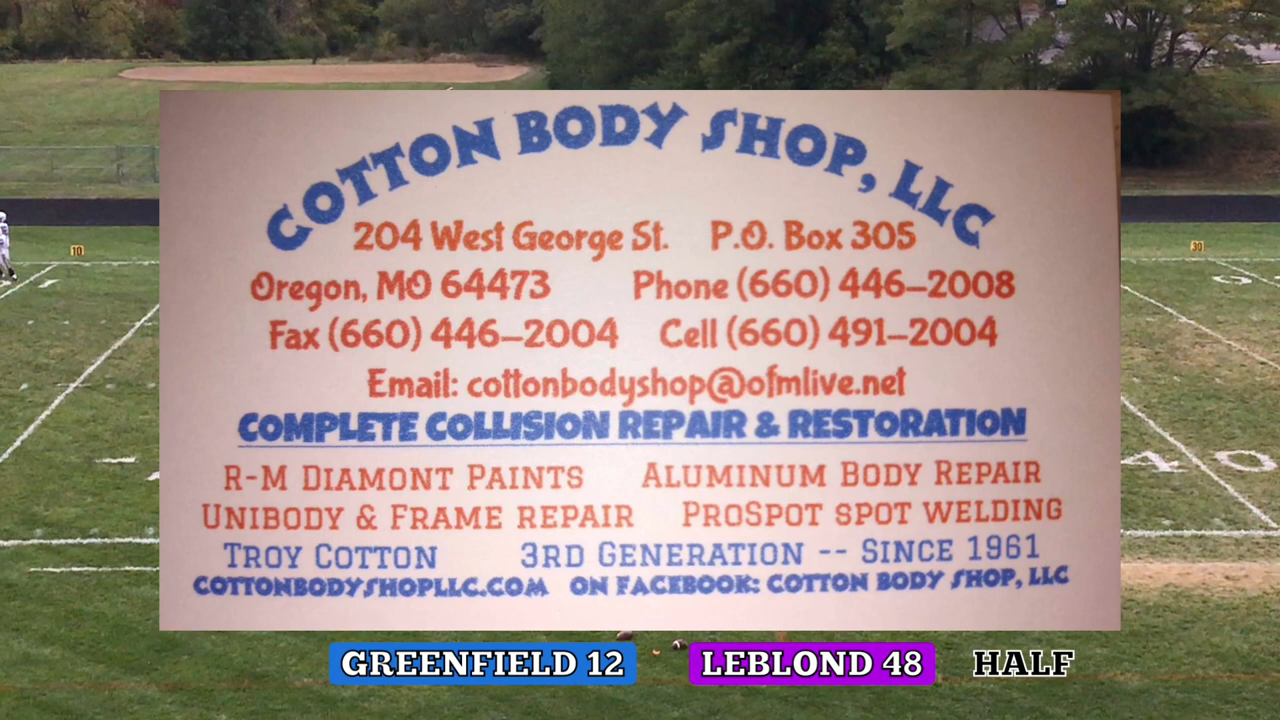 COTTON BODY SHOP, LLC
204 West George St. P.O. Box 305
Oregon, MO 64473 Phone (660) 446-2008
Fax (660) 446-2004 Cell (660) 491-2004
Email: cottonbodyshop@ofmlive.net
COMPLETE COLLISION REPAIR & RESTORATION
R-M DIAMONT PAINTS ALUMINUM BODY REPAIR
UNIBODY & FRAME REPAIR PROSPOT SPOT WELDING
TROY COTTON 3RD GENERATION -- SINCE 1961
COTTONBODYSHOPLLC.COM ON FACEBOOK: COTTON BODY SHOP, LLC
10
30
40
GREENFIELD 12 LEBLOND 48 HALF